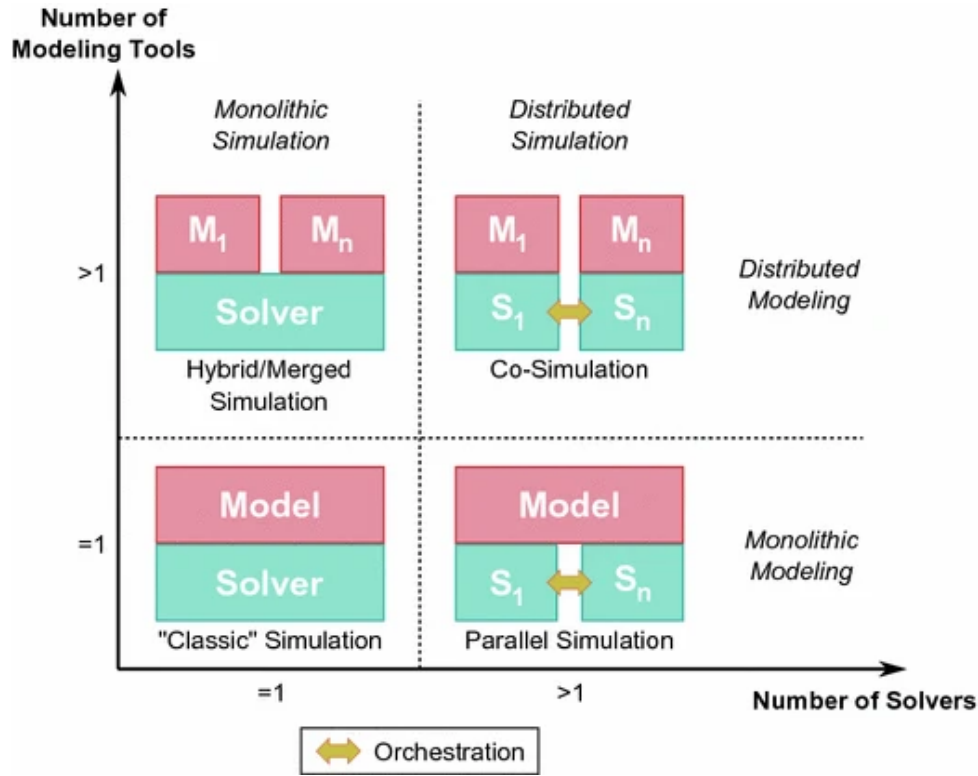 Number of
Modeling Tools
Monolithic
Simulation
Distributed
Simulation
M1 Mn
M1 Mn
>1
Solver
S1 Sn
Distributed
Modeling
Hybrid/Merged
Simulation
Co-Simulation
Model
Model
=1
Solver
S1 Sn
Monolithic
Modeling
"Classic" Simulation
Parallel Simulation
=1
>1
Number of Solvers
Orchestration